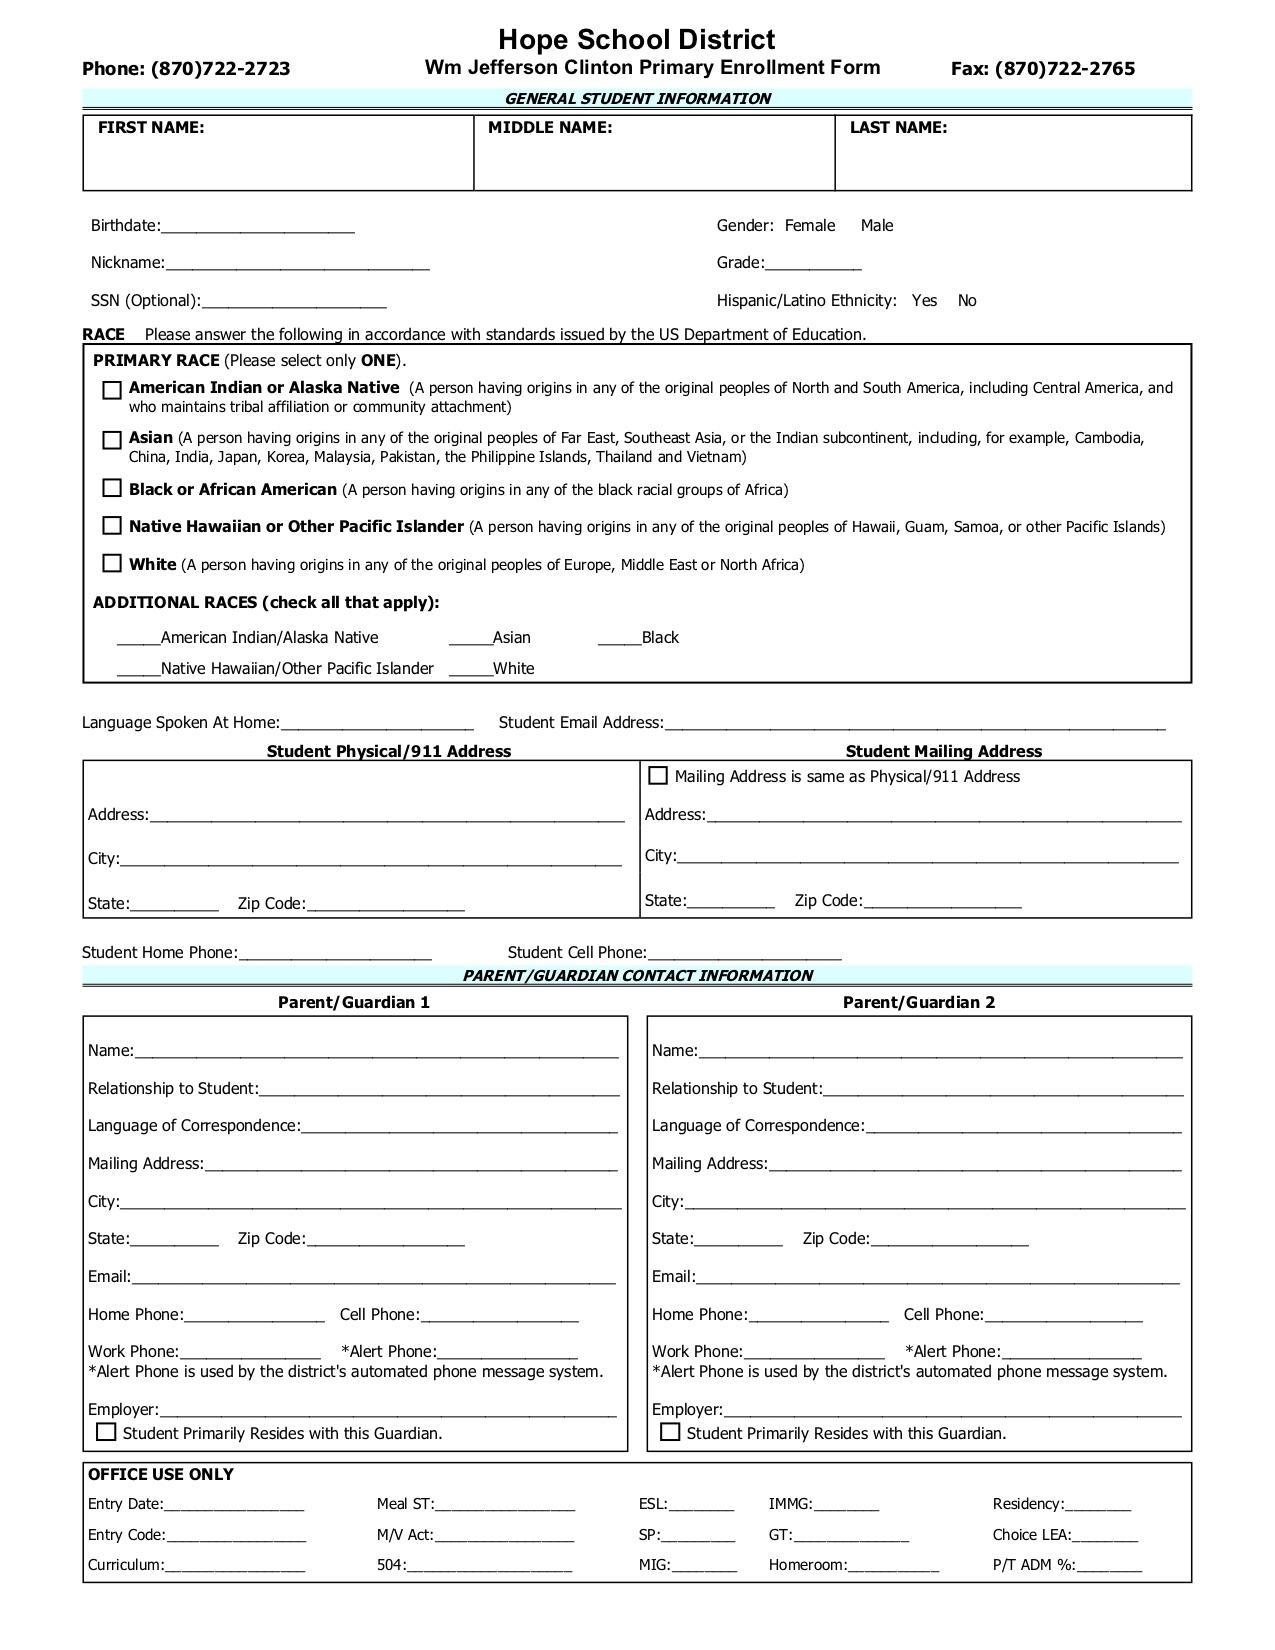 Hope School District
Phone: (870)722-2723 Wm Jefferson Clinton Primary Enrollment Form Fax: (870)722-2765
GENERAL STUDENT INFORMATION
FIRST NAME: MIDDLE NAME: LAST NAME:
Birthdate:______________________ Gender: Female Male
Nickname:______________________________ Grade:___________
SSN (Optional):_____________________ Hispanic/Latino Ethnicity: Yes No
RACE Please answer the following in accordance with standards issued by the US Department of Education.
PRIMARY RACE (Please select only ONE).
American Indian or Alaska Native (A person having origins in any of the original peoples of North and South America, including Central America, and
who maintains tribal affiliation or community attachment)
Asian (A person having origins in any of the original peoples of Far East, Southeast Asia, or the Indian subcontinent, including, for example, Cambodia,
China, India, Japan, Korea, Malaysia, Pakistan, the Philippine Islands, Thailand and Vietnam)
Black or African American (A person having origins in any of the black racial groups of Africa)
Native Hawaiian or Other Pacific Islander (A person having origins in any of the original peoples of Hawaii, Guam, Samoa, or other Pacific Islands)
White (A person having origins in any of the original peoples of Europe, Middle East or North Africa)
ADDITIONAL RACES (check all that apply):
_____American Indian/Alaska Native _____Asian _____Black
_____Native Hawaiian/Other Pacific Islander _____White
Language Spoken At Home:______________________ Student Email Address:_________________________________________________________
Student Physical/911 Address Student Mailing Address
Mailing Address is same as Physical/911 Address
Address:______________________________________________________ Address:______________________________________________________
City:_________________________________________________________ City:_________________________________________________________
State:__________ Zip Code:__________________ State:__________ Zip Code:__________________
Student Home Phone:______________________ Student Cell Phone:______________________
PARENT/GUARDIAN CONTACT INFORMATION
Parent/Guardian 1 Parent/Guardian 2
Name:_______________________________________________________ Name:_______________________________________________________
Relationship to Student:_________________________________________ Relationship to Student:_________________________________________
Language of Correspondence:____________________________________ Language of Correspondence:____________________________________
Mailing Address:_______________________________________________ Mailing Address:_______________________________________________
City:_________________________________________________________ City:_________________________________________________________
State:__________ Zip Code:__________________ State:__________ Zip Code:__________________
Email:_______________________________________________________ Email:_______________________________________________________
Home Phone:________________ Cell Phone:__________________ Home Phone:________________ Cell Phone:__________________
Work Phone:________________ *Alert Phone:________________ Work Phone:________________ *Alert Phone:________________
*Alert Phone is used by the district's automated phone message system. *Alert Phone is used by the district's automated phone message system.
Employer:____________________________________________________ Employer:____________________________________________________
Student Primarily Resides with this Guardian. Student Primarily Resides with this Guardian.
OFFICE USE ONLY
Entry Date:_________________ Meal ST:_________________ ESL:________ IMMG:________ Residency:________
Entry Code:_________________ M/V Act:_________________ SP:_________ GT:______________ Choice LEA:________
Curriculum:_________________ 504:____________________ MIG:________ Homeroom:___________ P/T ADM %:________